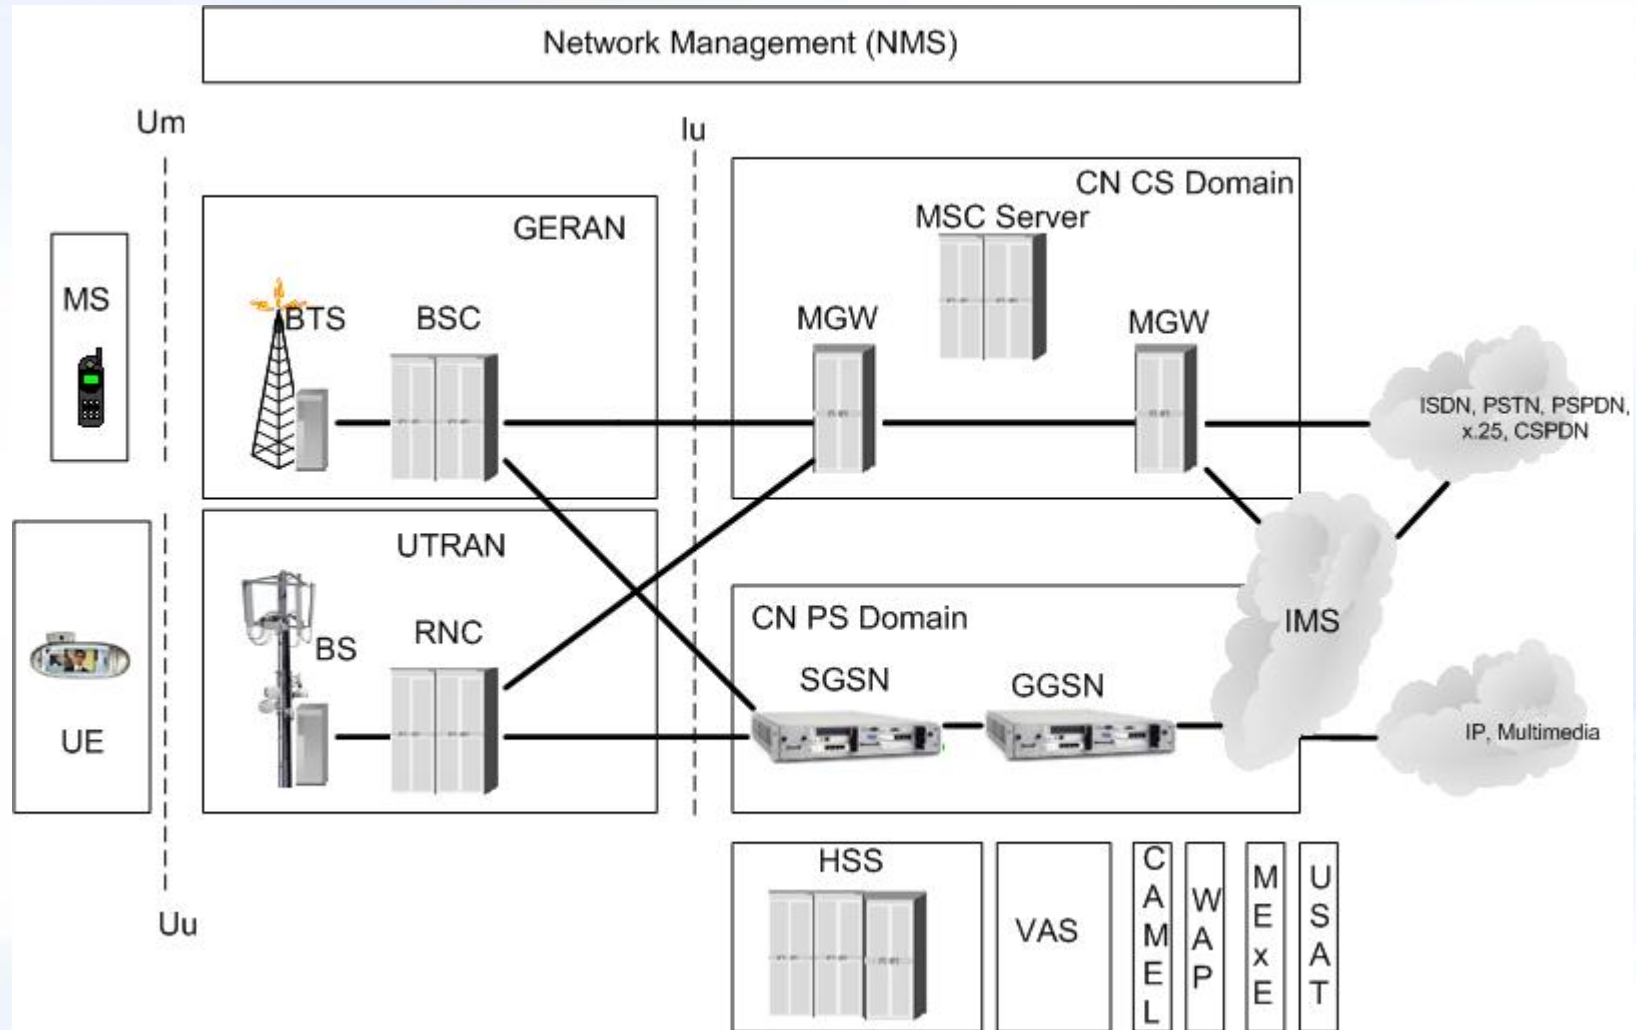 Network Management (NMS)
Um
Iu
CN CS Domain
MSC Server
GERAN
MS
BTS
BSC
MGW
MGW
ISDN, PSTN, PSPDN,
x.25, CSPDN
UTRAN
BS
RNC
UE
CN PS Domain
SGSN
GGSN
IMS
IP, Multimedia
Uu
HSS
VAS
CAMEL
WAP
MExE
USAT